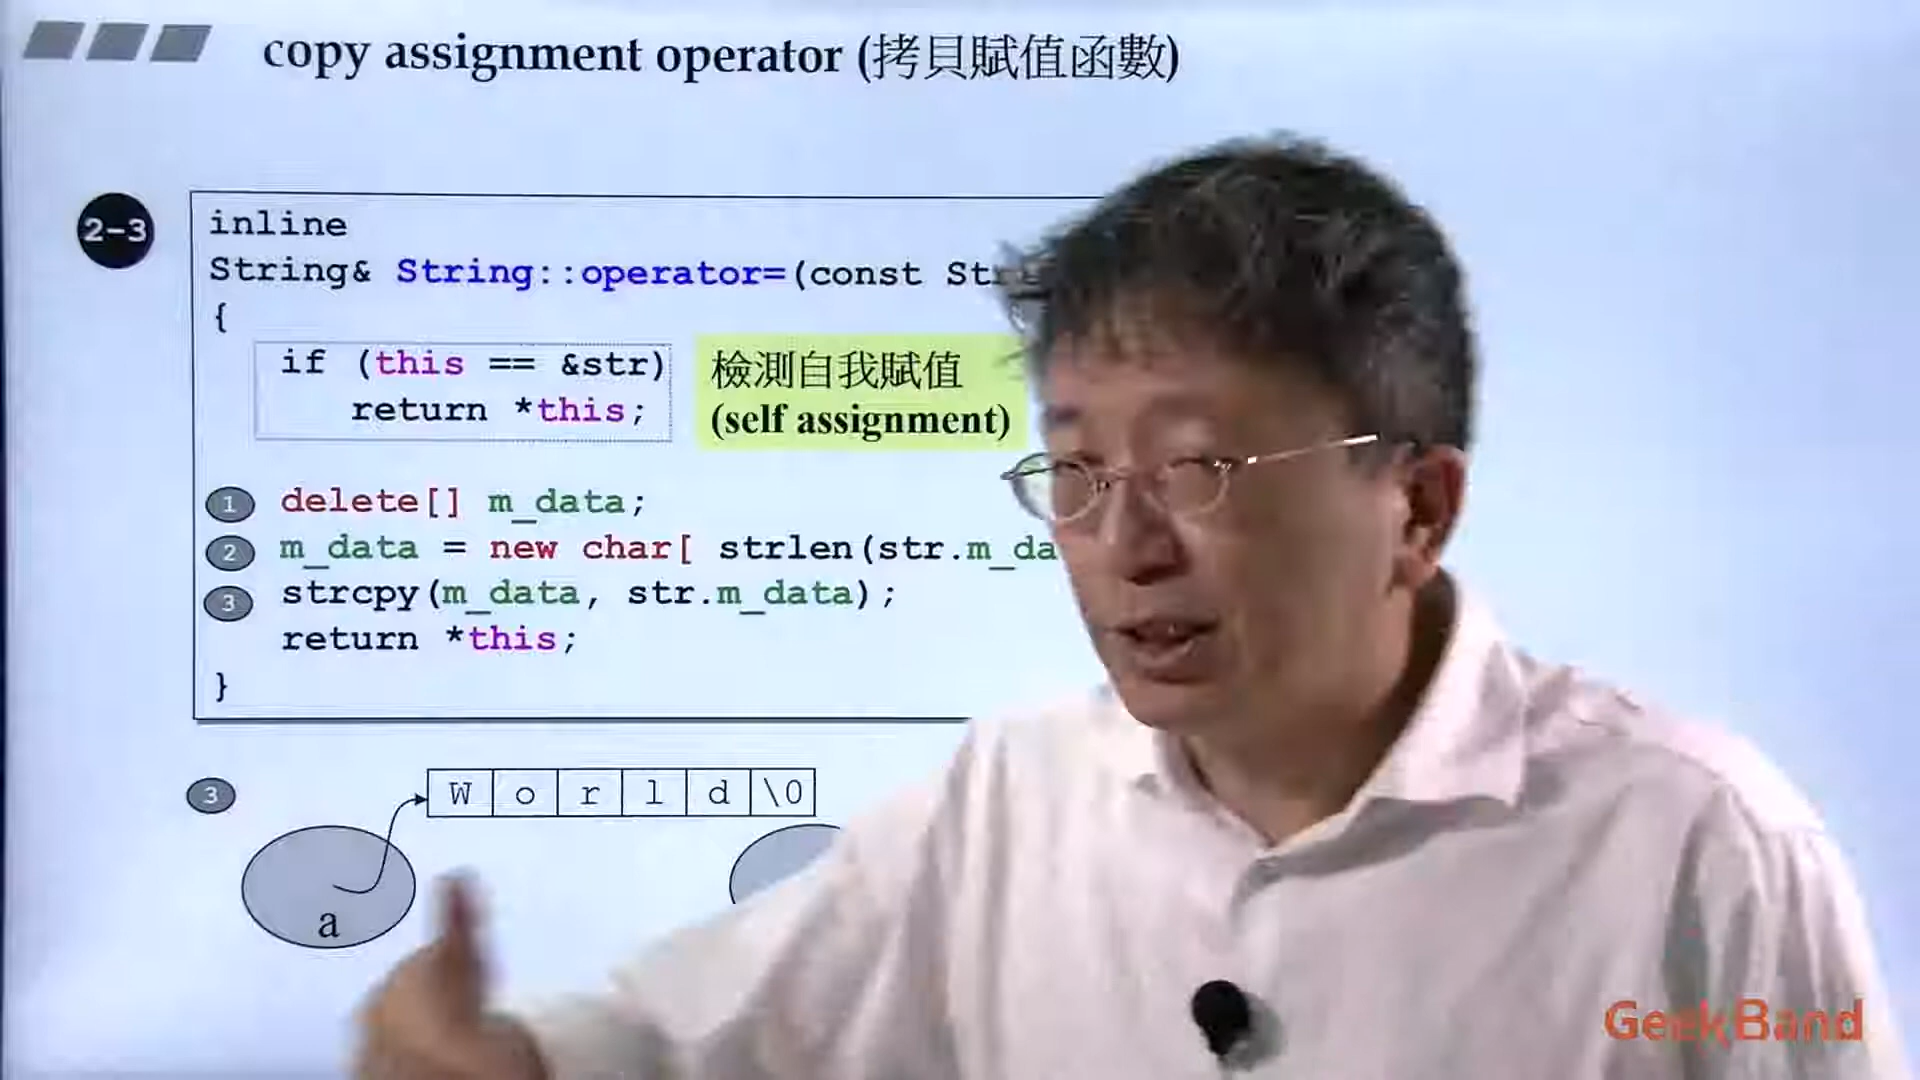 copy assignment operator (拷貝賦值函數)
2-3
inline
String& String::operator=(const Str
{
if (this == &str)
return *this;
檢測自我賦值
(self assignment)
1 delete[] m_data;
2 m_data = new char[ strlen(str.m_da
3 strcpy(m_data, str.m_data);
return *this;
}
3 W o r l d \0
a
GeekBand